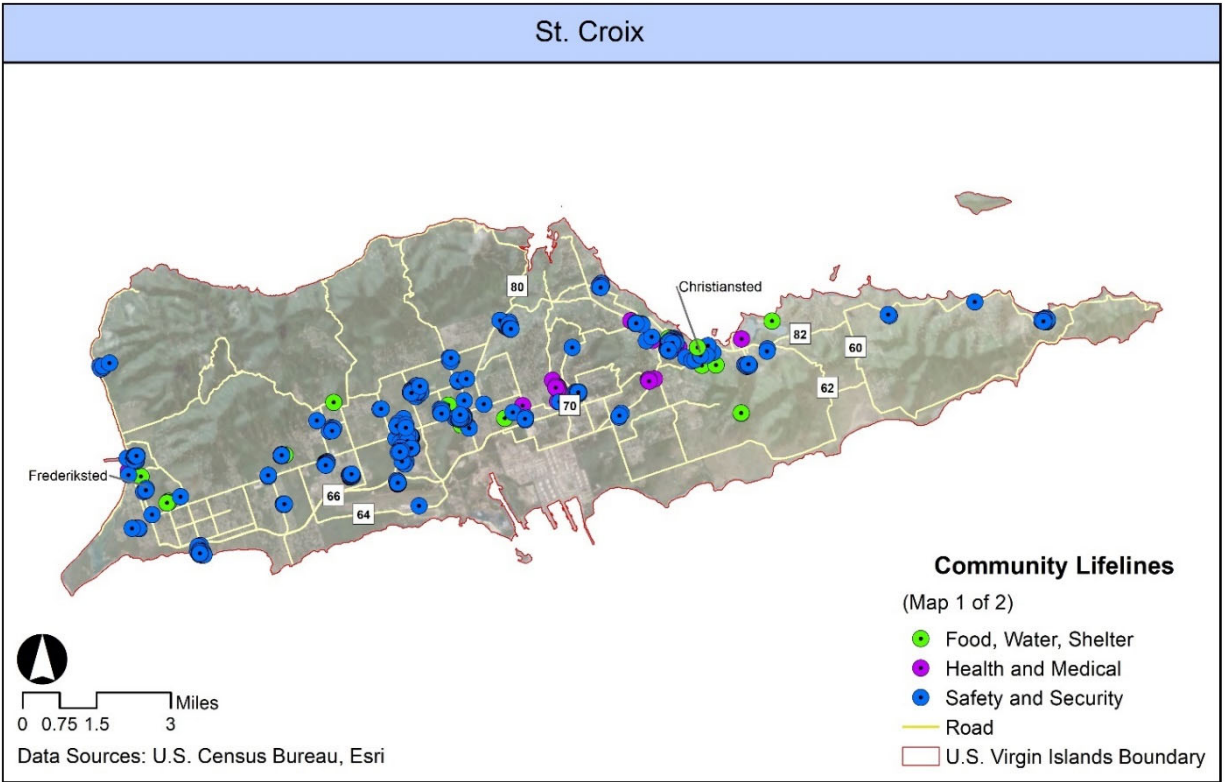 St. Croix
Christiansted
80
82
60
62
70
Frederiksted
66
64
Community Lifelines
(Map 1 of 2)
Food, Water, Shelter
Health and Medical
Safety and Security
Road
U.S. Virgin Islands Boundary
Miles
0 0.75 1.5 3
Data Sources: U.S. Census Bureau, Esri